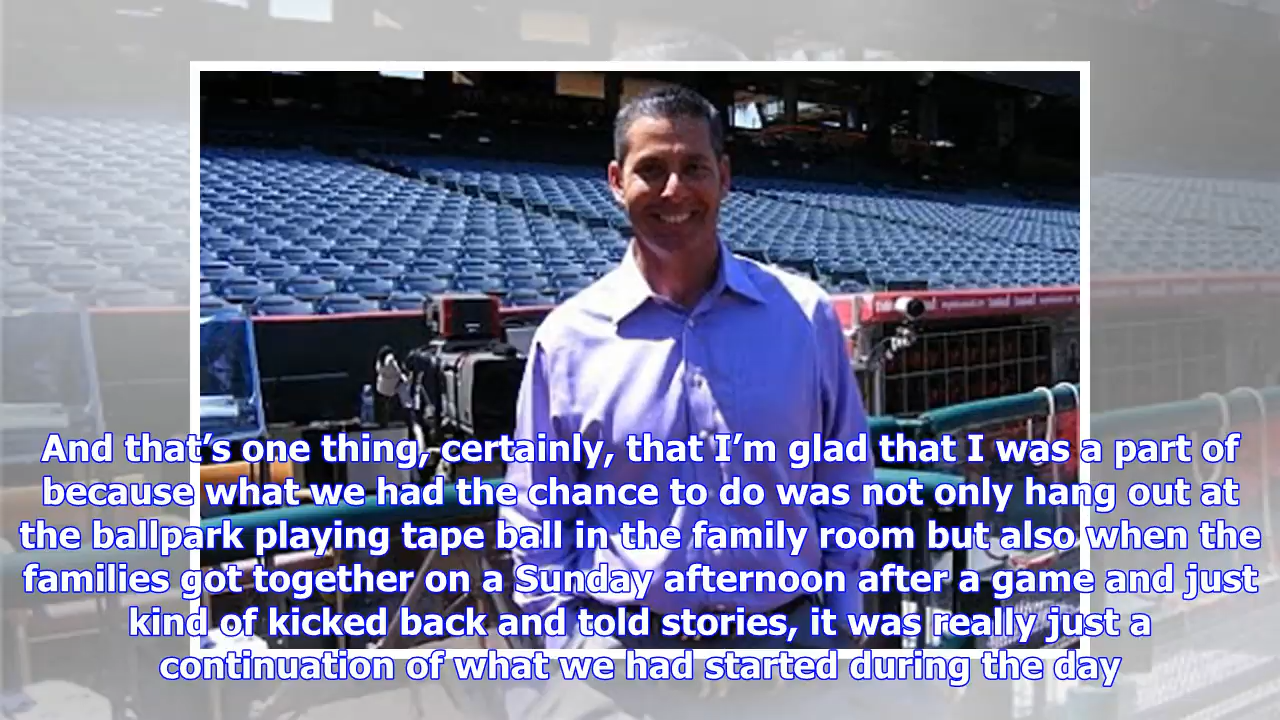 And that’s one thing, certainly, that I’m glad that I was a part of
because what we had the chance to do was not only hang out at
the ballpark playing tape ball in the family room but also when the
families got together on a Sunday afternoon after a game and just
kind of kicked back and told stories, it was really just a
continuation of what we had started during the day